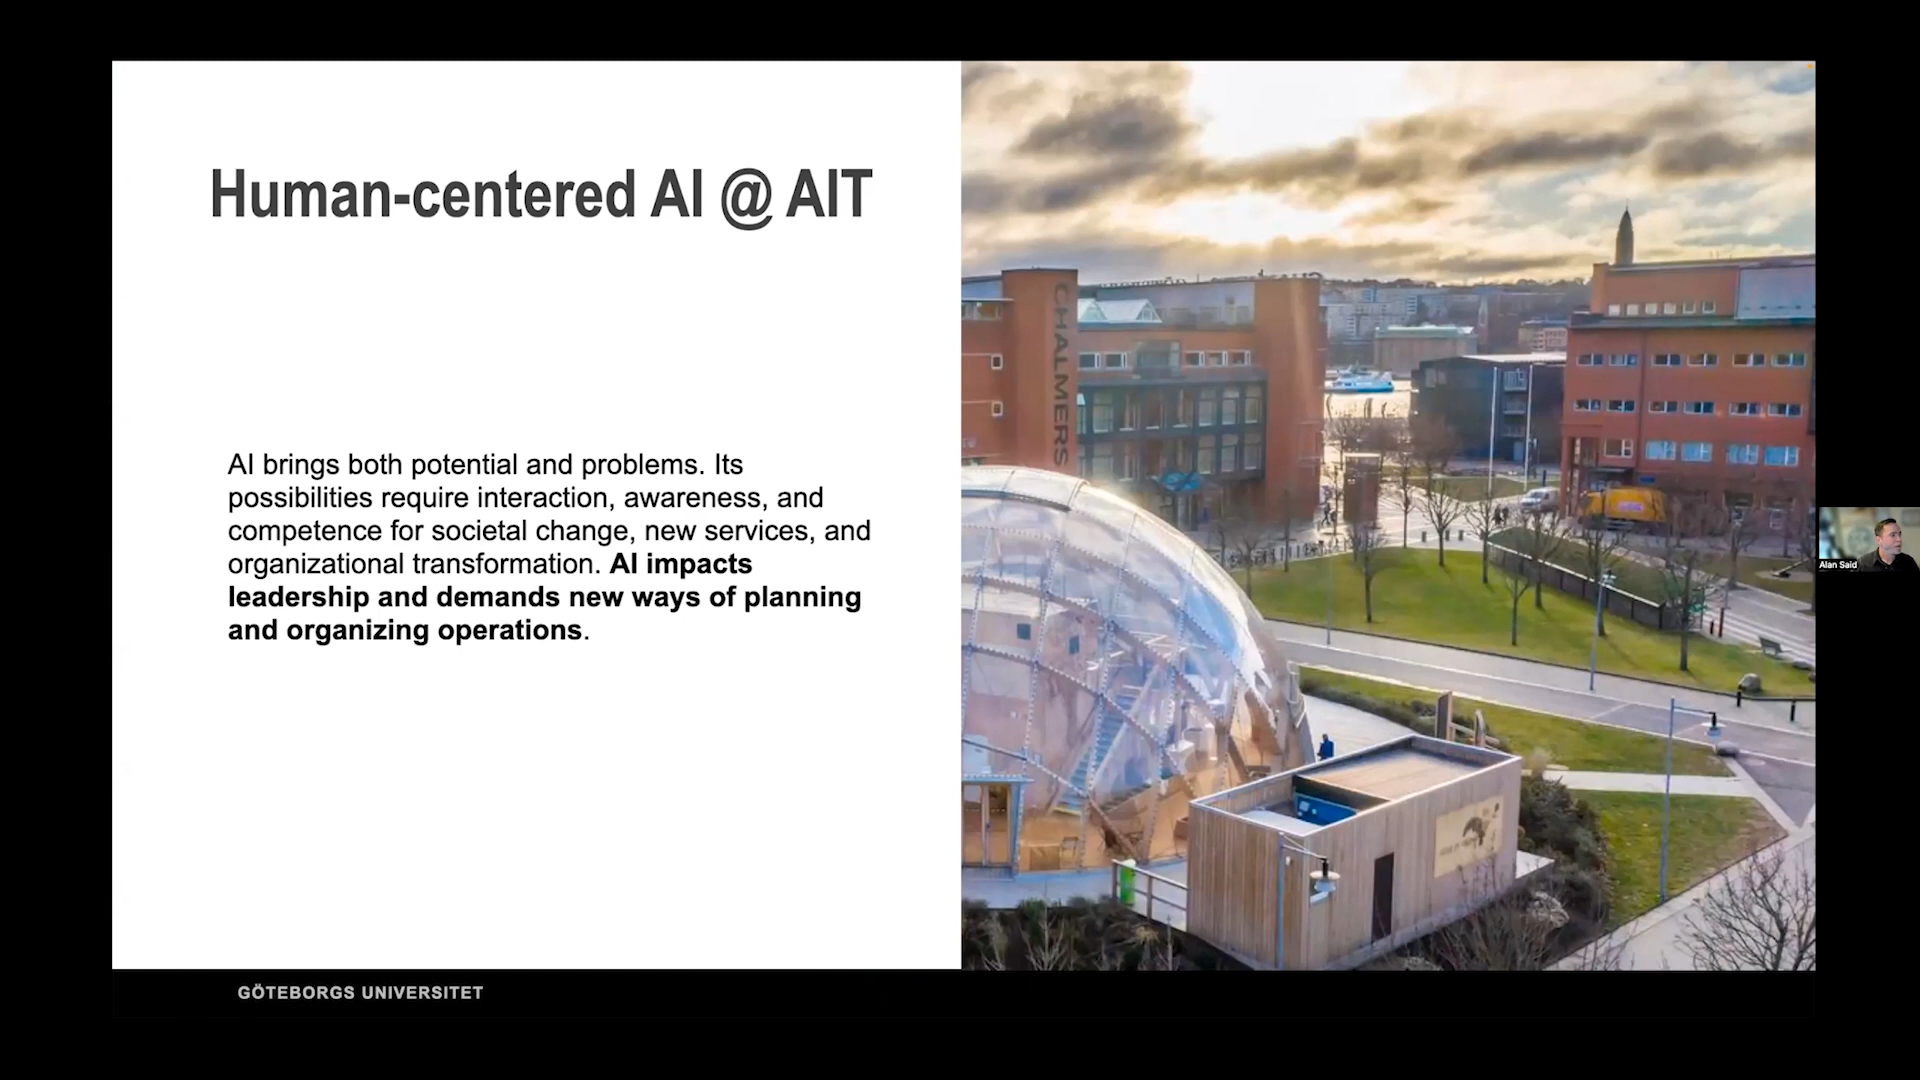 Human-centered AI @ AIT
AI brings both potential and problems. Its
possibilities require interaction, awareness, and
competence for societal change, new services, and
organizational transformation. AI impacts
leadership and demands new ways of planning
and organizing operations.
CHALMERS
Alan Said
GÖTEBORGS UNIVERSITET